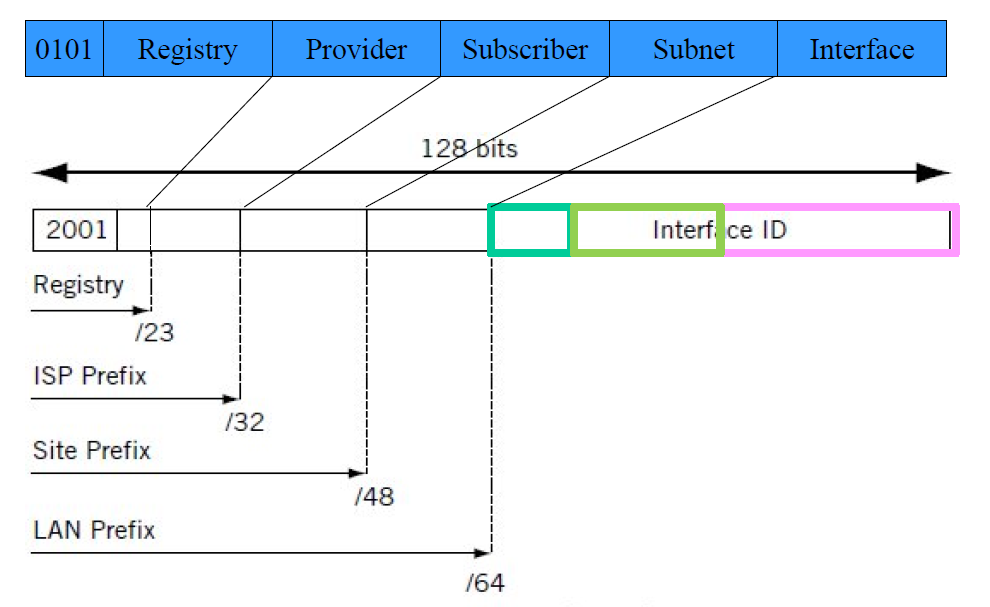 0101 Registry Provider Subscriber Subnet Interface
128 bits
2001 Interface ID
Registry
/23
ISP Prefix
/32
Site Prefix
/48
LAN Prefix
/64